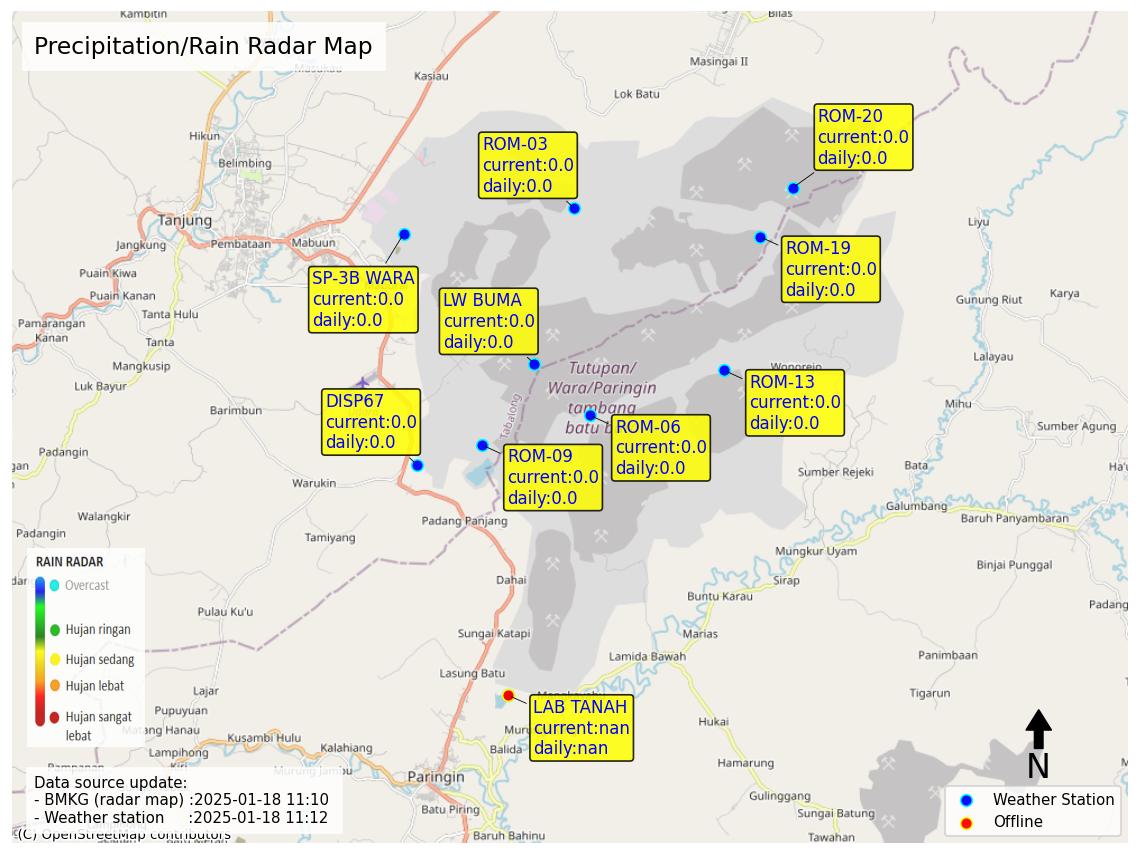 Precipitation/Rain Radar Map
Kambitin
Bilas
Kasiau
Masingai II
Lok Batu
Hikun
Belimbing
Tanjung
Jangkung
Pembataan
Mabuun
Puain Kiwa
Puain Kanan
Tanta Hulu
Pamarangan
Kanan
Tanta
Mangkusip
Luk Bayur
Barimbun
Padangin
Warukin
Walangkir
Padangin
Tamiyang
Padang Panjang
Dahai
Pulau Ku'u
Sungai Katapi
Lasung Batu
Lajar
Pupuyuan
Matang Hanau
Lampihong
Kusambi Hulu
Kalahiang
Murung Jambu
Paringin
Balida
Batu Piring
Baruh Bahinu
Liyu
Gunung Riut
Karya
Lalayau
Wonorejo
Mihu
Sumber Agung
Bata
Sumber Rejeki
Galumbang
Baruh Panyambaran
Mungkur Uyam
Binjai Punggal
Sirap
Buntu Karau
Marias
Lamida Bawah
Panimbaan
Tigarun
Hukai
Hamarung
Gulinggang
Sungai Batung
Tawahan
Tabalong
Tutupan/
Wara/Paringin
tambang
batu
ROM-03
current:0.0
daily:0.0
ROM-20
current:0.0
daily:0.0
SP-3B WARA
current:0.0
daily:0.0
LW BUMA
current:0.0
daily:0.0
ROM-19
current:0.0
daily:0.0
DISP67
current:0.0
daily:0.0
ROM-13
current:0.0
daily:0.0
ROM-06
current:0.0
daily:0.0
ROM-09
current:0.0
daily:0.0
LAB TANAH
current:nan
daily:nan
RAIN RADAR
Overcast
Hujan ringan
Hujan sedang
Hujan lebat
Hujan sangat
lebat
Data source update:
- BMKG (radar map) :2025-01-18 11:10
- Weather station :2025-01-18 11:12
(C) OpenStreetMap contributors
N
Weather Station
Offline